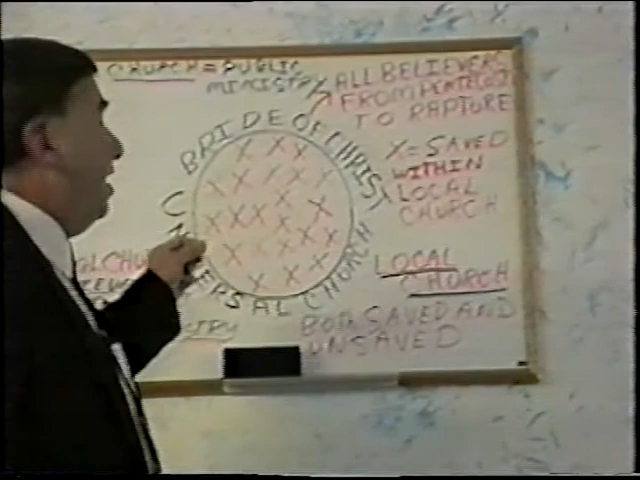 CHURCH = PUBLIC
MINISTRY
ALL BELIEVERS
FROM PENTECOST
TO RAPTURE
BRIDE OF CHRIST
UNIVERSAL CHURCH
X = SAVED
WITHIN
LOCAL
CHURCH
X X X
X X X X X
X X X X X
X X X X X
X X X
LOCAL
CHURCH
BOTH SAVED AND
UNSAVED